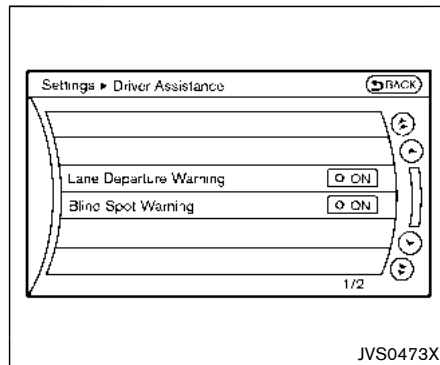 Settings ▸ Driver Assistance
BACK
Lane Departure Warning
ON
Blind Spot Warning
ON
1/2
JVS0473X